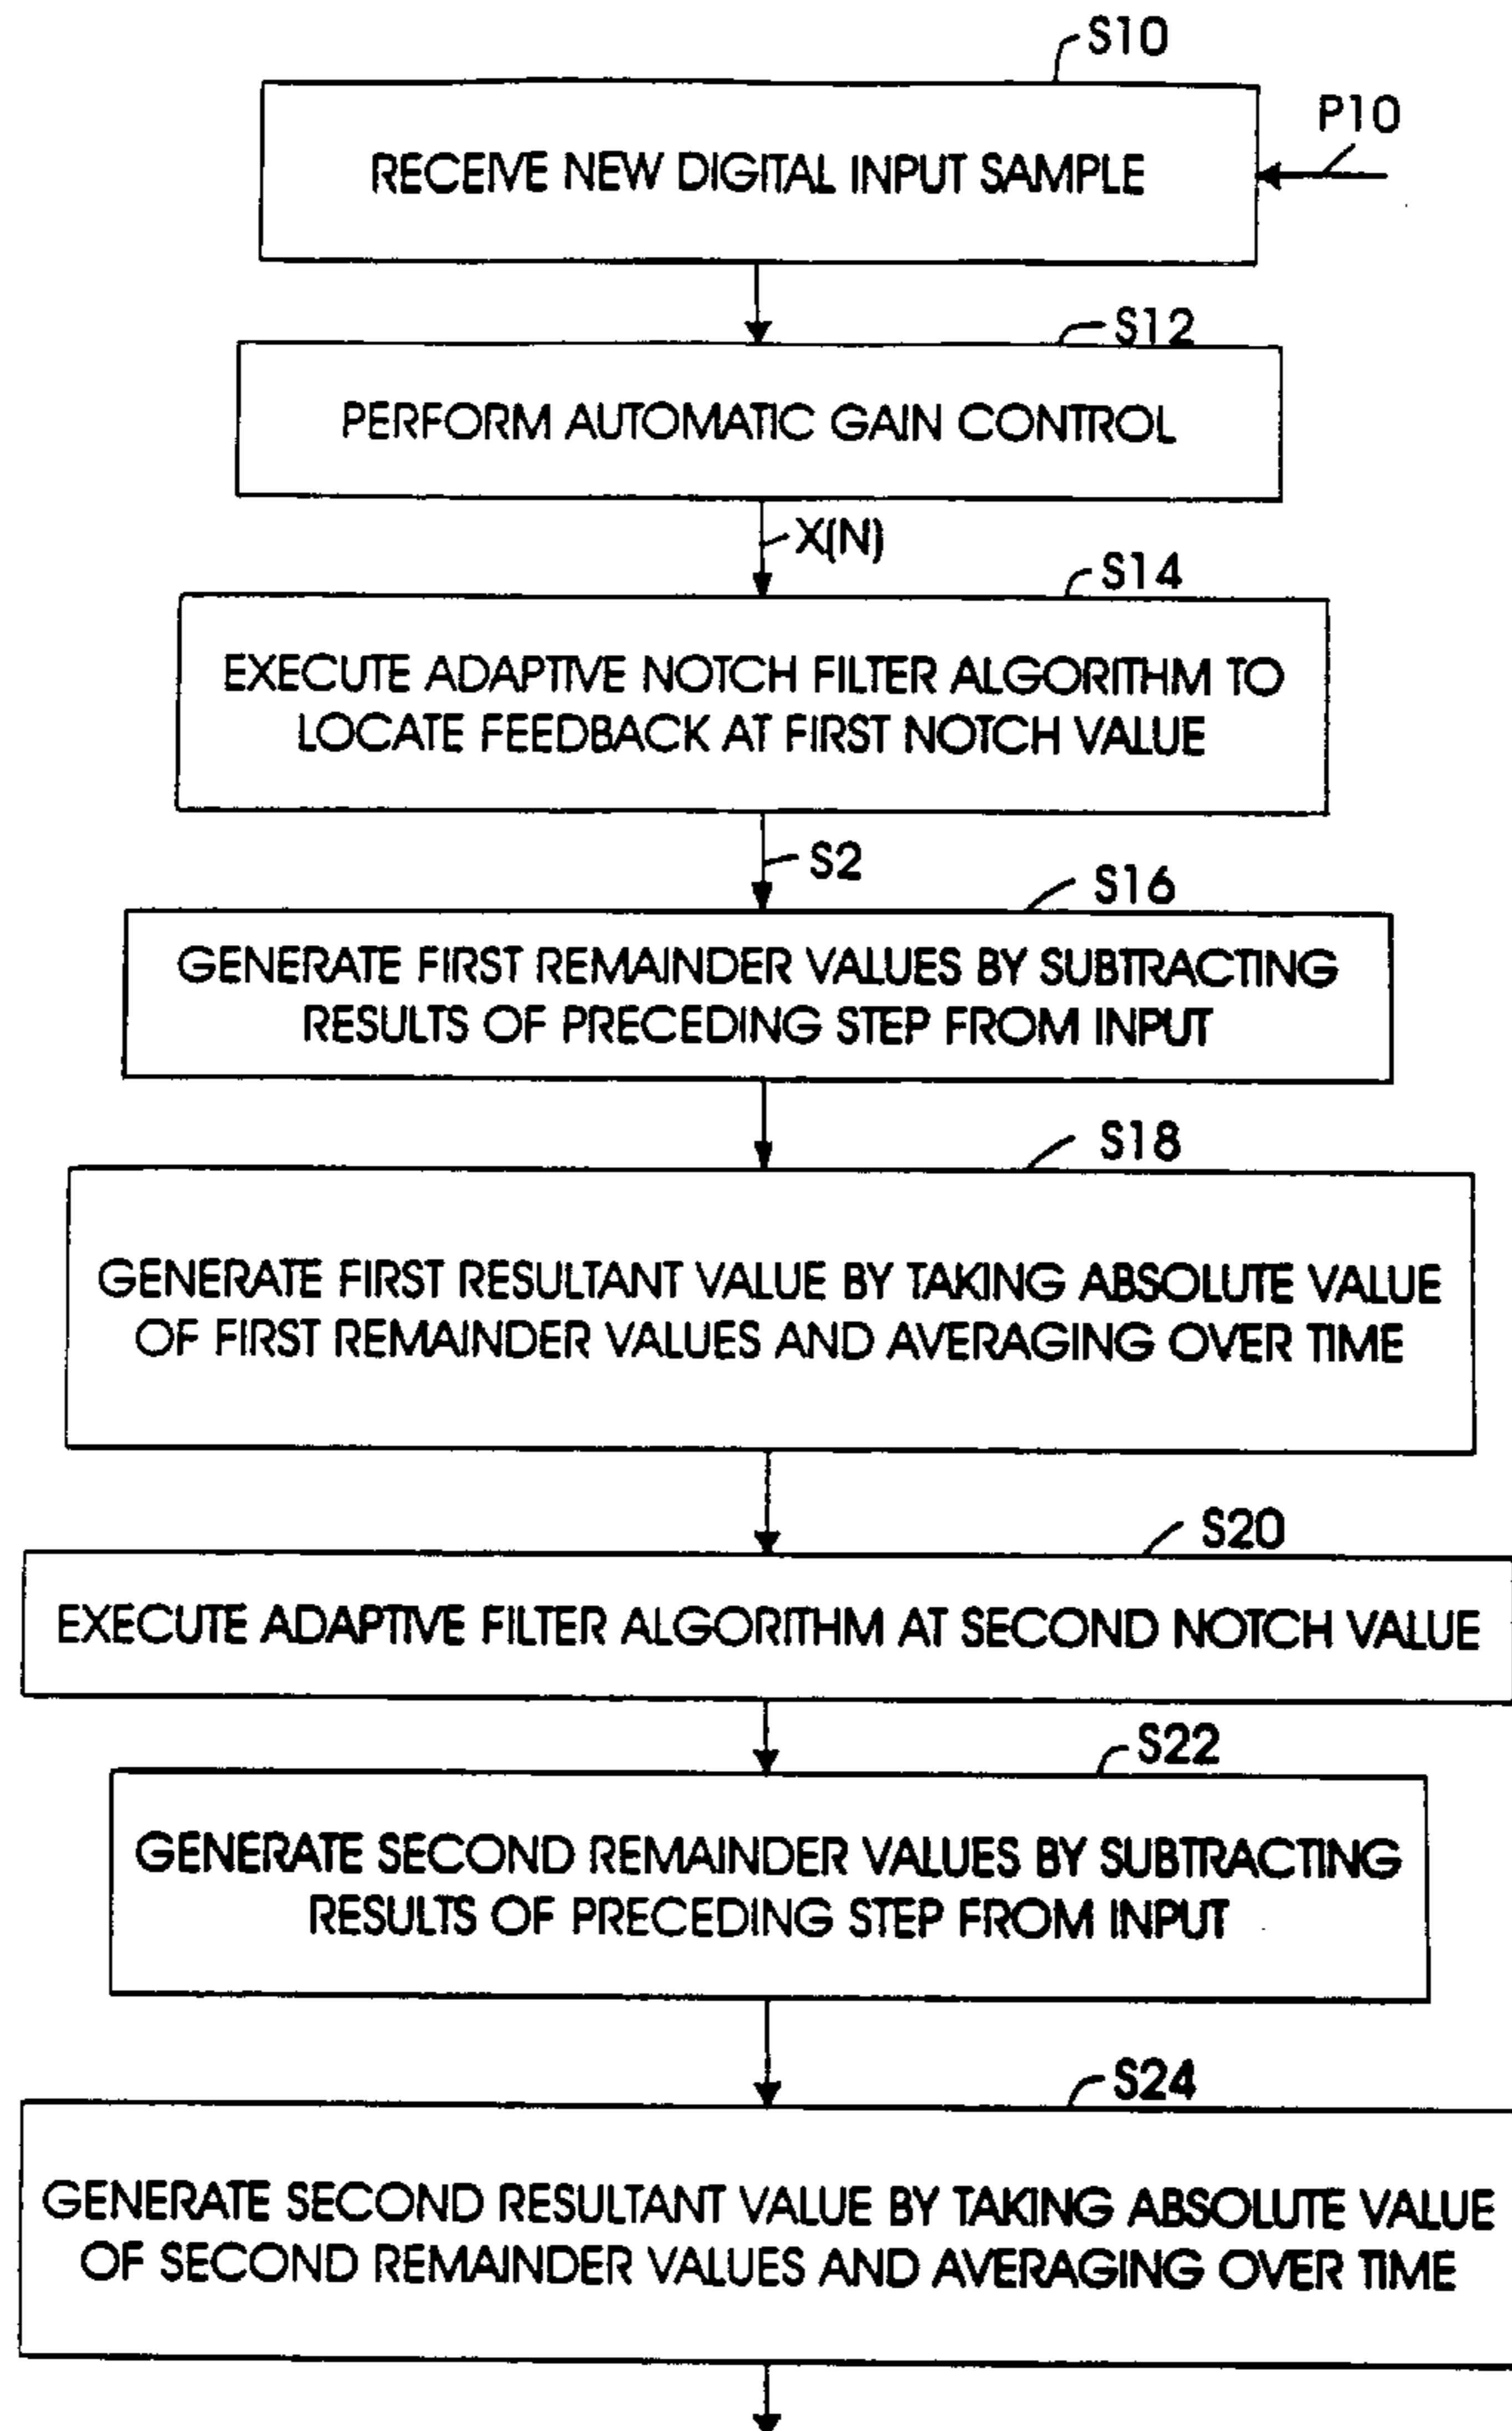 S10
P10
RECEIVE NEW DIGITAL INPUT SAMPLE
S12
PERFORM AUTOMATIC GAIN CONTROL
X(N)
S14
EXECUTE ADAPTIVE NOTCH FILTER ALGORITHM TO
LOCATE FEEDBACK AT FIRST NOTCH VALUE
S2
S16
GENERATE FIRST REMAINDER VALUES BY SUBTRACTING
RESULTS OF PRECEDING STEP FROM INPUT
S18
GENERATE FIRST RESULTANT VALUE BY TAKING ABSOLUTE VALUE
OF FIRST REMAINDER VALUES AND AVERAGING OVER TIME
S20
EXECUTE ADAPTIVE FILTER ALGORITHM AT SECOND NOTCH VALUE
S22
GENERATE SECOND REMAINDER VALUES BY SUBTRACTING
RESULTS OF PRECEDING STEP FROM INPUT
S24
GENERATE SECOND RESULTANT VALUE BY TAKING ABSOLUTE VALUE
OF SECOND REMAINDER VALUES AND AVERAGING OVER TIME